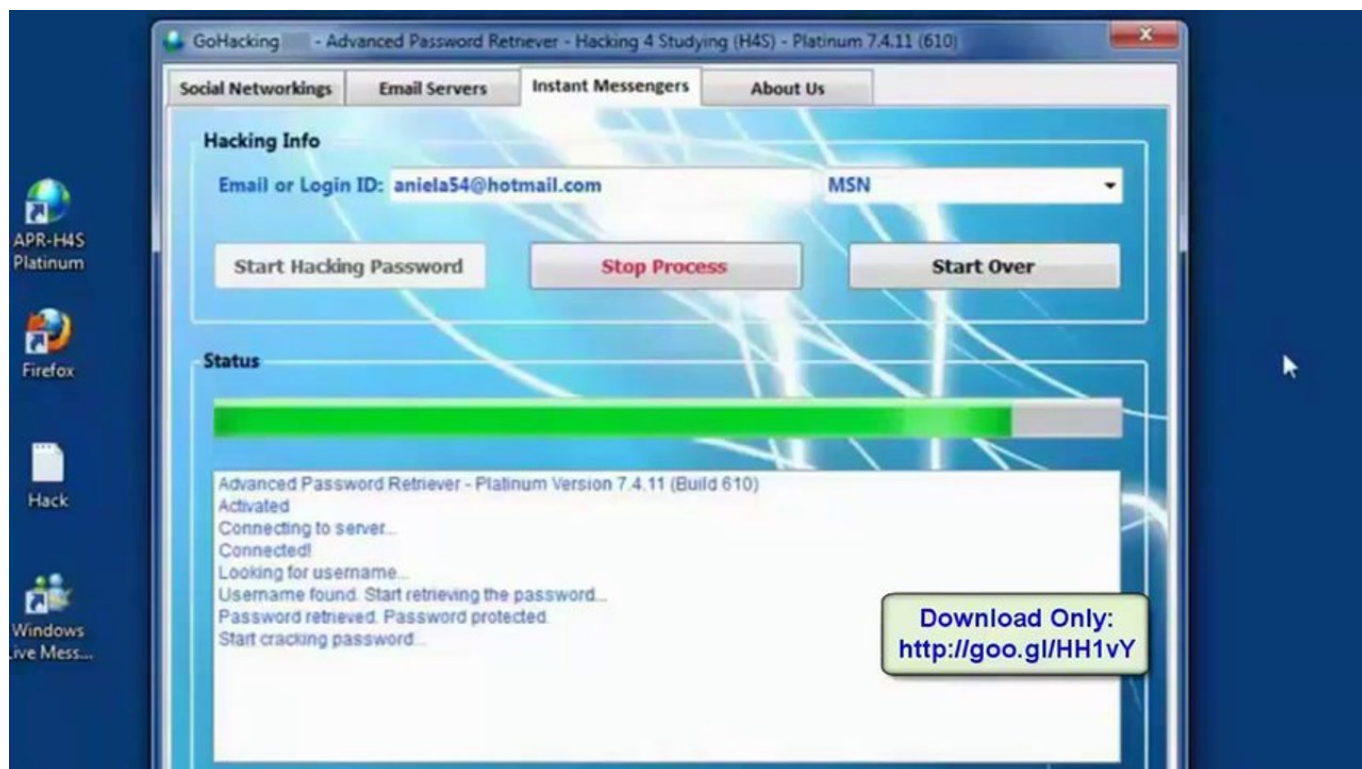 GoHacking - Advanced Password Retriever - Hacking 4 Studying (H4S) - Platinum 7.4.11 (610)
Social Networkings Email Servers Instant Messengers About Us
Hacking Info
Email or Login ID: aniela54@hotmail.com MSN
Start Hacking Password Stop Process Start Over
Status
Advanced Password Retriever - Platinum Version 7.4.11 (Build 610)
Activated
Connecting to server...
Connected!
Looking for username...
Username found. Start retrieving the password...
Password retrieved. Password protected.
Start cracking password...
Download Only:
http://goo.gl/HH1vY
APR-H4S
Platinum
Firefox
Hack
Windows
Live Mess...